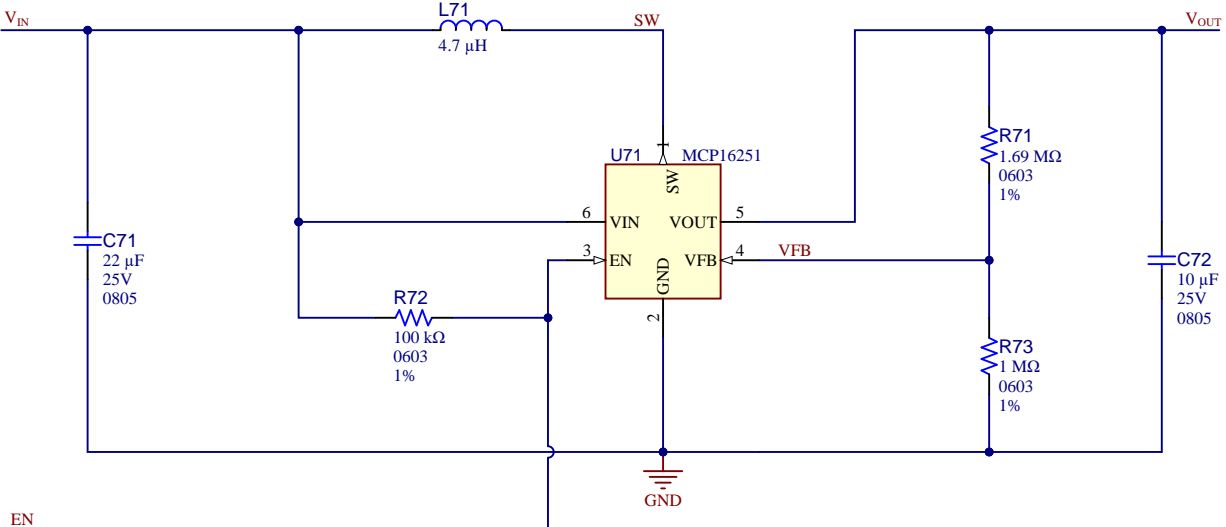 VIN
L71
4.7 µH
SW
VOUT
U71
MCP16251
1
SW
6
VIN
VOUT
5
3
EN
VFB
4
VFB
GND
2
R71
1.69 MΩ
0603
1%
C71
22 µF
25V
0805
C72
10 µF
25V
0805
R72
100 kΩ
0603
1%
R73
1 MΩ
0603
1%
GND
EN